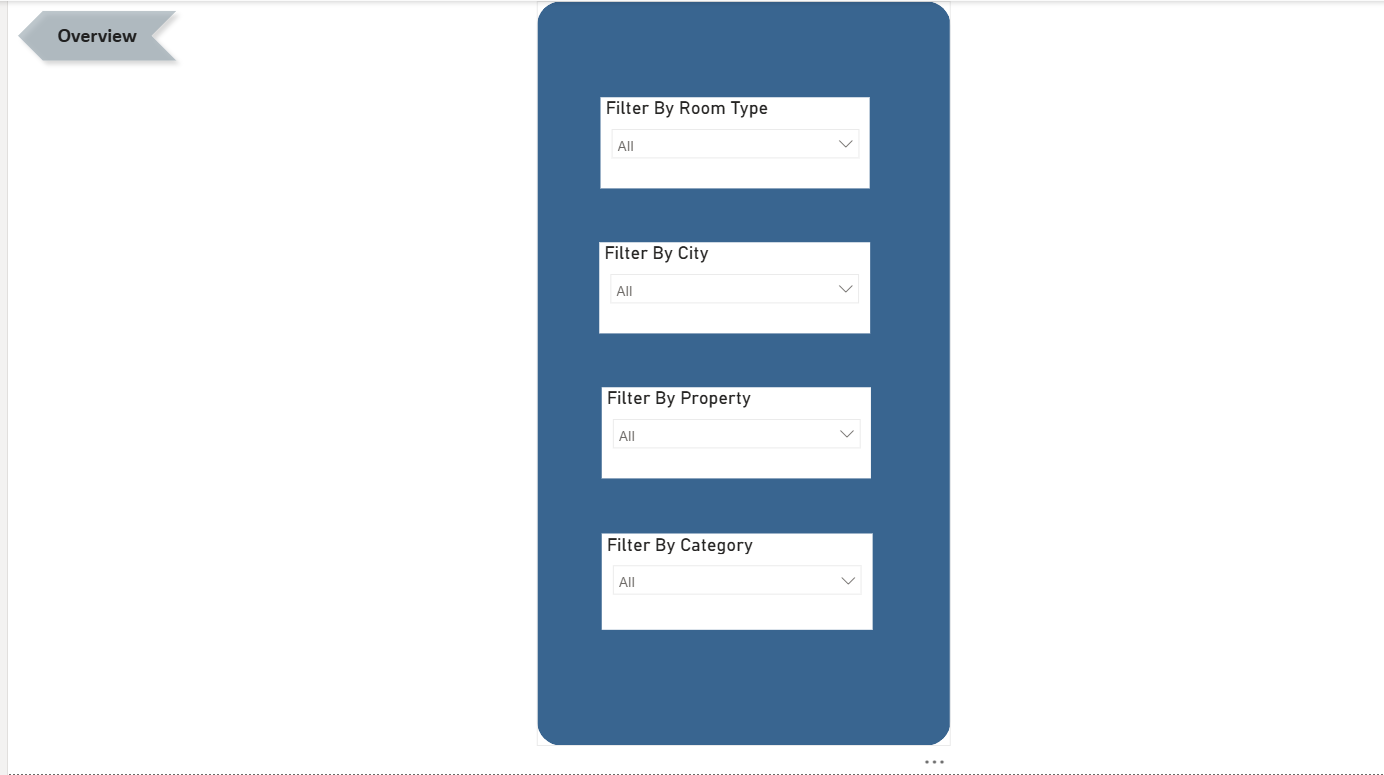 Overview
Filter By Room Type
All
Filter By City
All
Filter By Property
All
Filter By Category
All